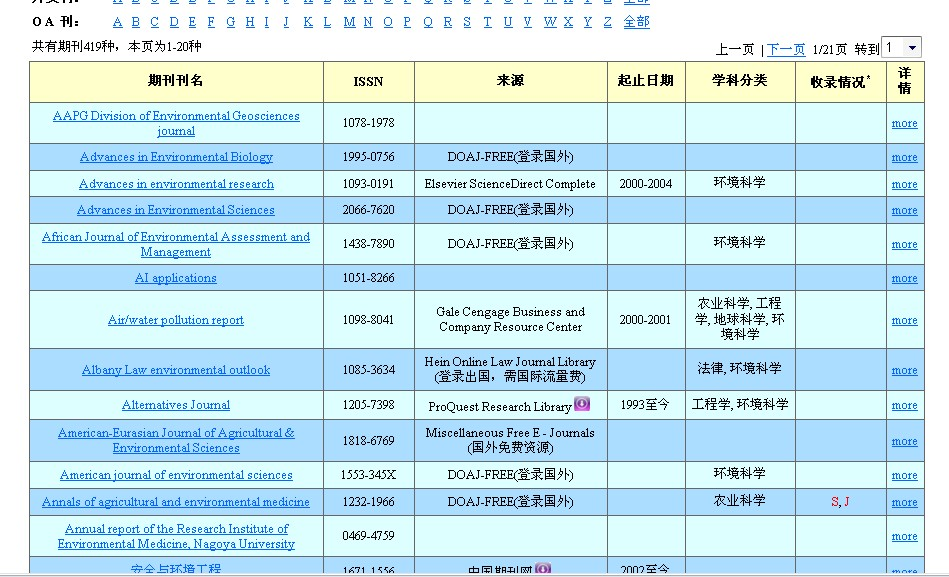 OA 刊： A B C D E F G H I J K L M N O P Q R S T U V W X Y Z 全部
共有期刊419种，本页为1-20种
上一页 | 下一页 1/21页 转到 1
期刊刊名 ISSN 来源 起止日期 学科分类 收录情况* 详情
AAPG Division of Environmental Geosciences
journal 1078-1978 more
Advances in Environmental Biology 1995-0756 DOAJ-FREE(登录国外) more
Advances in environmental research 1093-0191 Elsevier ScienceDirect Complete 2000-2004 环境科学 more
Advances in Environmental Sciences 2066-7620 DOAJ-FREE(登录国外) more
African Journal of Environmental Assessment and
Management 1438-7890 DOAJ-FREE(登录国外) 环境科学 more
AI applications 1051-8266 more
Air/water pollution report 1098-8041 Gale Cengage Business and
Company Resource Center 2000-2001 农业科学, 工程
学, 地球科学, 环
境科学 more
Albany Law environmental outlook 1085-3634 Hein Online Law Journal Library
(登录出国，需国际流量费) 法律, 环境科学 more
Alternatives Journal 1205-7398 ProQuest Research Library 1993至今 工程学, 环境科学 more
American-Eurasian Journal of Agricultural &
Environmental Sciences 1818-6769 Miscellaneous Free E - Journals
(国外免费资源) more
American journal of environmental sciences 1553-345X DOAJ-FREE(登录国外) 环境科学 more
Annals of agricultural and environmental medicine 1232-1966 DOAJ-FREE(登录国外) 农业科学 S, J more
Annual report of the Research Institute of
Environmental Medicine, Nagoya University 0469-4759 more
安全与环境工程 1671-1556 中国期刊网 2002至今 more